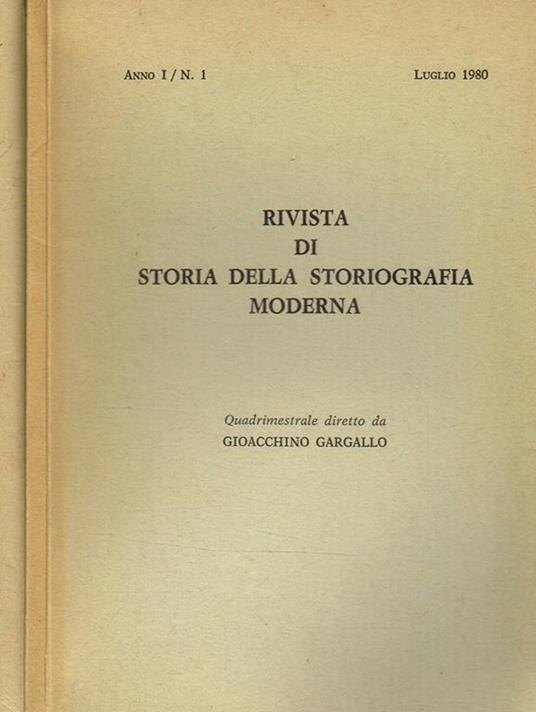 Anno I / N. 1 Luglio 1980
RIVISTA
DI
STORIA DELLA STORIOGRAFIA
MODERNA
Quadrimestrale diretto da
GIOACCHINO GARGALLO